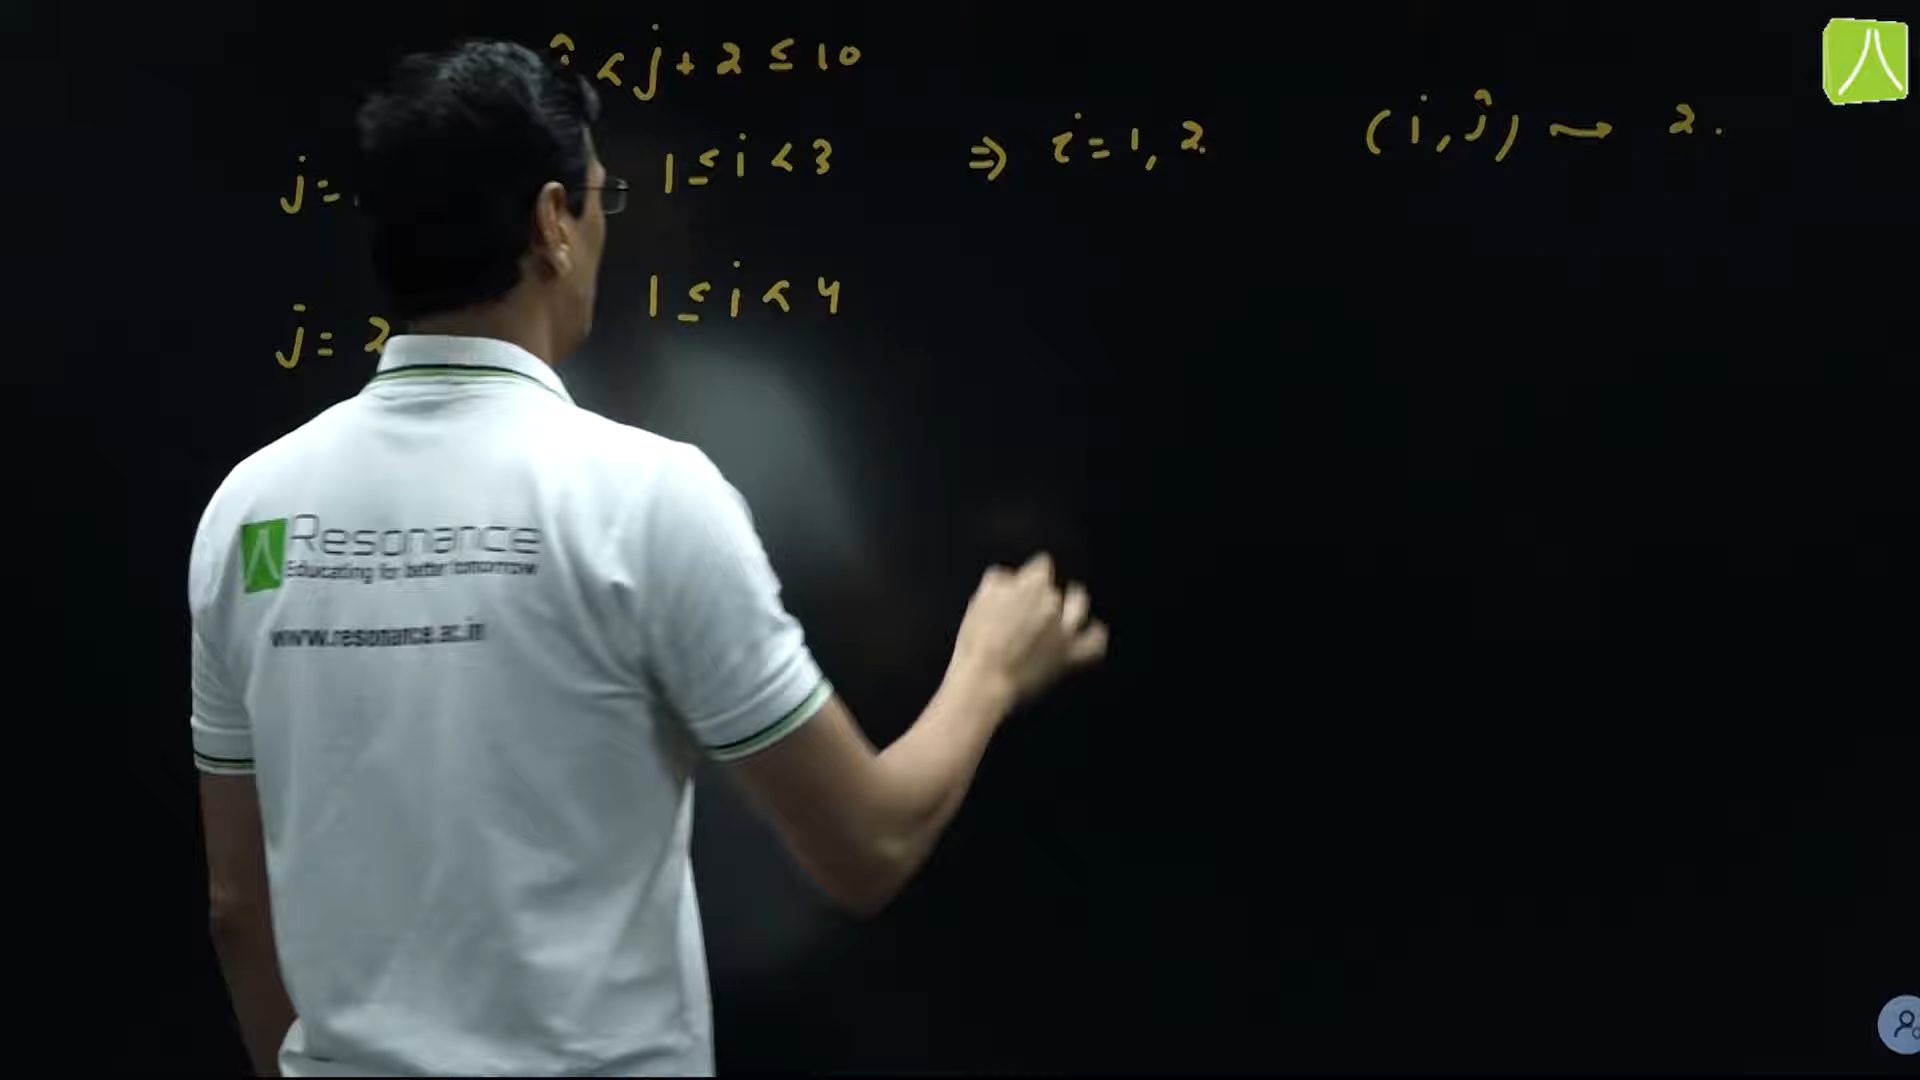 i < j + 2 ≤ 10
j = 1 ≤ i < 3 ⇒ i = 1, 2. (i, j) → 2.
j = 2 1 ≤ i < 4
Resonance
Educating for better tomorrow
www.resonance.ac.in